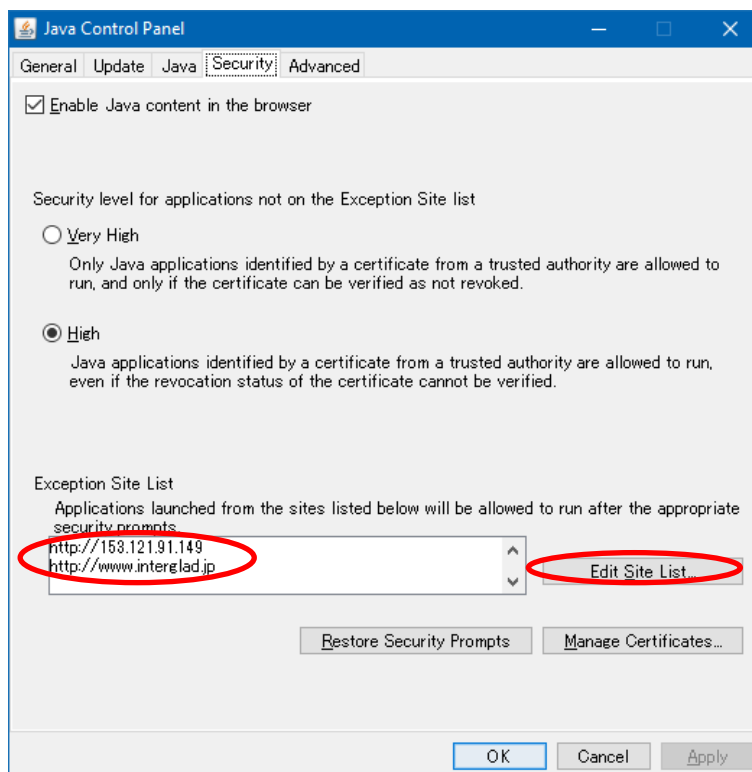 Java Control Panel
General Update Java Security Advanced
Enable Java content in the browser
Security level for applications not on the Exception Site list
Very High
Only Java applications identified by a certificate from a trusted authority are allowed to
run, and only if the certificate can be verified as not revoked.
High
Java applications identified by a certificate from a trusted authority are allowed to run,
even if the revocation status of the certificate cannot be verified.
Exception Site List
Applications launched from the sites listed below will be allowed to run after the appropriate
security prompts.
http://153.121.91.149
http://www.interglad.jp
Edit Site List...
Restore Security Prompts Manage Certificates...
OK Cancel Apply